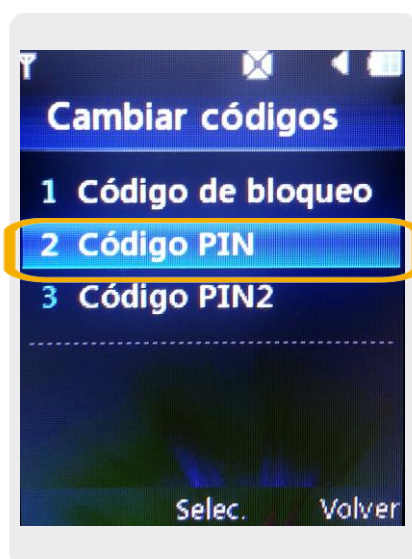 Cambiar códigos
1 Código de bloqueo
2 Código PIN
3 Código PIN2
Selec. Volver